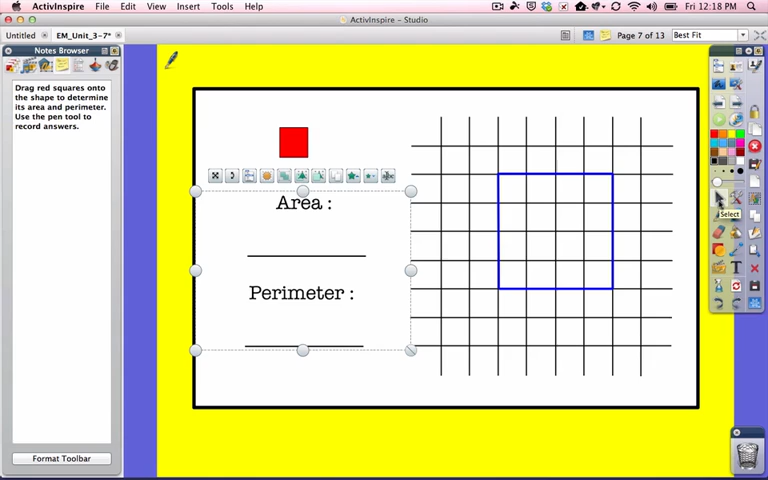 ActivInspire File Edit View Insert Tools Help Fri 12:18 PM
ActivInspire - Studio
Untitled EM_Unit_3-7* Page 7 of 13 Best Fit
Notes Browser
Drag red squares onto
the shape to determine
its area and perimeter.
Use the pen tool to
record answers.
Area :
Perimeter :
Select
Format Toolbar